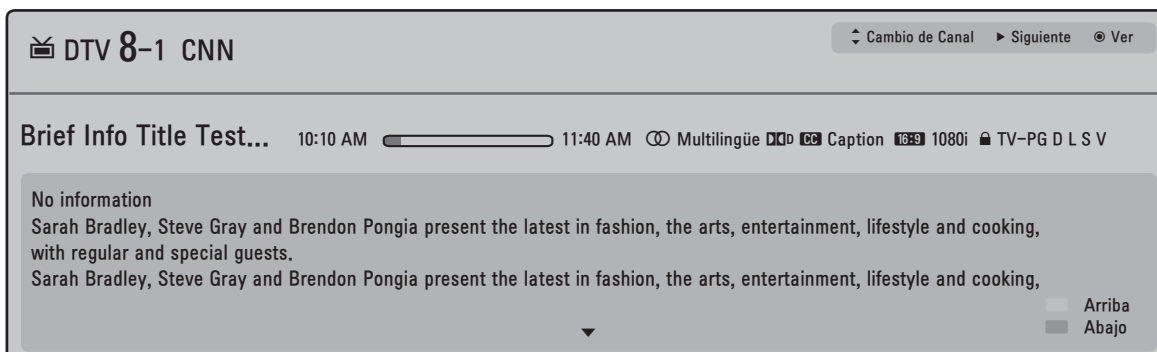 DTV 8-1 CNN
Cambio de Canal Siguiente Ver
Brief Info Title Test... 10:10 AM 11:40 AM Multilingüe DD D CC Caption 16:9 1080i TV-PG D L S V
No information
Sarah Bradley, Steve Gray and Brendon Pongia present the latest in fashion, the arts, entertainment, lifestyle and cooking,
with regular and special guests.
Sarah Bradley, Steve Gray and Brendon Pongia present the latest in fashion, the arts, entertainment, lifestyle and cooking,
Arriba
Abajo